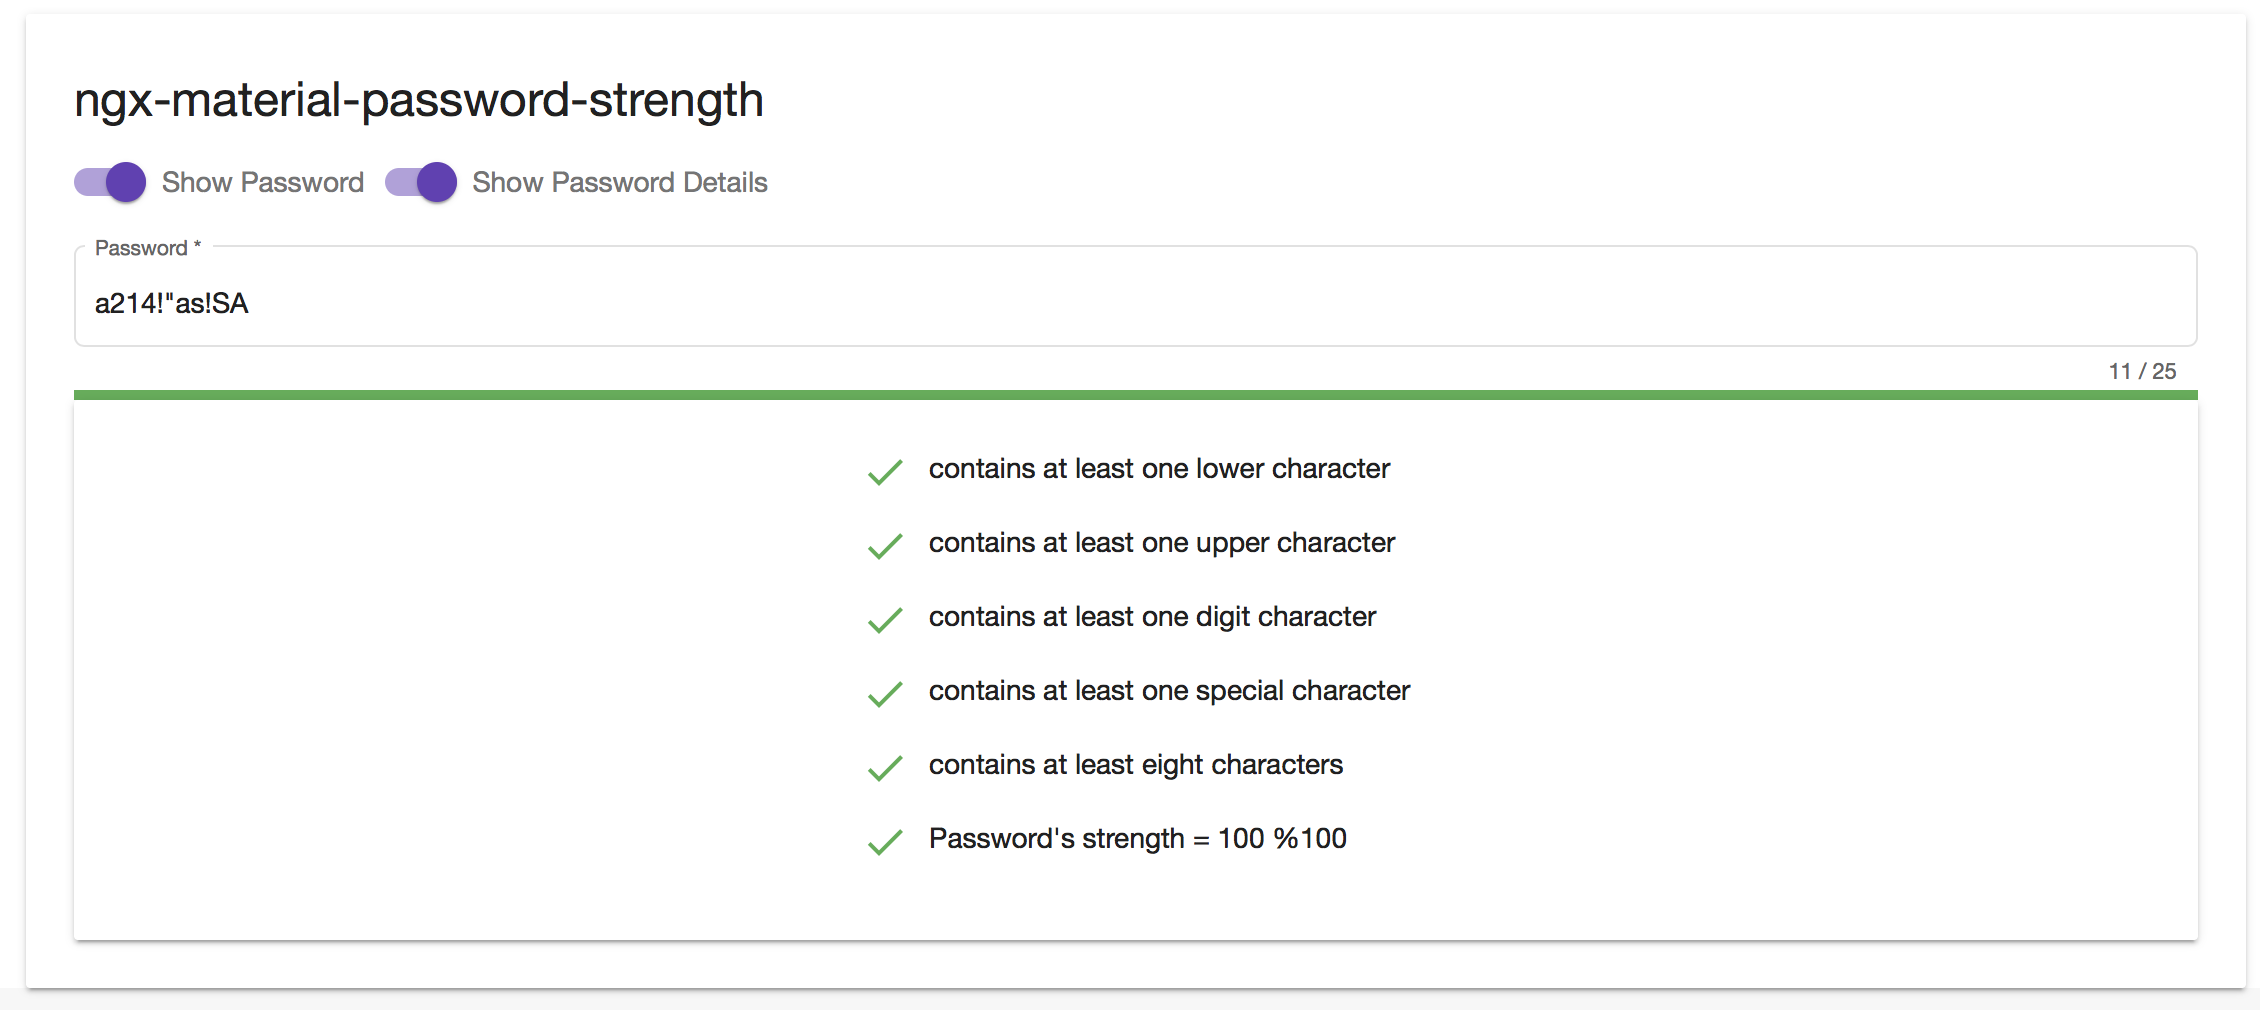 ngx-material-password-strength
Show Password Show Password Details
Password *
a214!"as!SA
11 / 25
contains at least one lower character
contains at least one upper character
contains at least one digit character
contains at least one special character
contains at least eight characters
Password's strength = 100 %100